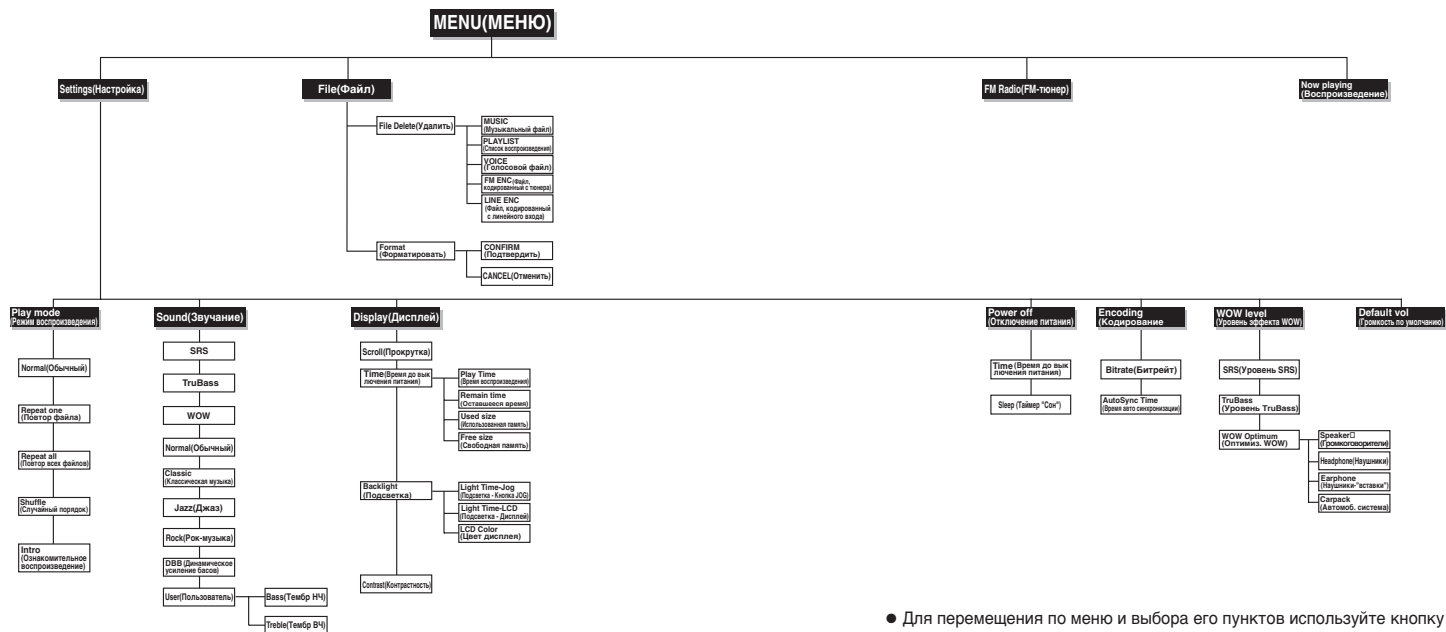 MENU(МЕНЮ)
Settings(Настройка)
File(Файл)
FM Radio(FM-тюнер)
Now playing
(Воспроизведение)
File Delete(Удалить)
MUSIC
(Музыкальный файл)
PLAYLIST
(Список воспроизведения)
VOICE
(Голосовой файл)
FM ENC(Файл,
кодированный с тюнера)
LINE ENC
(Файл, кодированный
с линейного входа)
Format
(Форматировать)
CONFIRM
(Подтвердить)
CANCEL(Отменить)
Play mode
(Режим воспроизведения)
Normal(Обычный)
Repeat one
(Повтор файла)
Repeat all
(Повтор всех файлов)
Shuffle
(Случайный порядок)
Intro
(Ознакомительное
воспроизведение)
Sound(Звучание)
SRS
TruBass
WOW
Normal(Обычный)
Classic
(Классическая музыка)
Jazz(Джаз)
Rock(Рок-музыка)
DBB (Динамическое
усиление басов)
User(Пользователь)
Bass(Тембр НЧ)
Treble(Тембр ВЧ)
Display(Дисплей)
Scroll(Прокрутка)
Time(Время до вык
лючения питания)
Play Time
(Время воспроизведения)
Remain time
(Оставшееся время)
Used size
(Использованная память)
Free size
(Свободная память)
Backlight
(Подсветка)
Light Time-Jog
(Подсветка - Кнопка JOG)
Light Time-LCD
(Подсветка - Дисплей)
LCD Color
(Цвет дисплея)
Contrast(Контрастность)
Power off
(Отключение питания)
Time (Время до вык
лючения питания)
Sleep (Таймер "Сон")
Encoding
(Кодирование
Bitrate(Битрейт)
AutoSync Time
(Время авто синхронизации)
WOW level
(Уровень эффекта WOW)
SRS(Уровень SRS)
TruBass
(Уровень TruBass)
WOW Optimum
(Оптимиз. WOW)
Speaker□
(Громкоговорители)
Headphone(Наушники)
Earphone
(Наушники-"вставки")
Carpack
(Автомоб. система)
Default vol
(Громкость по умолчанию)
● Для перемещения по меню и выбора его пунктов используйте кнопку